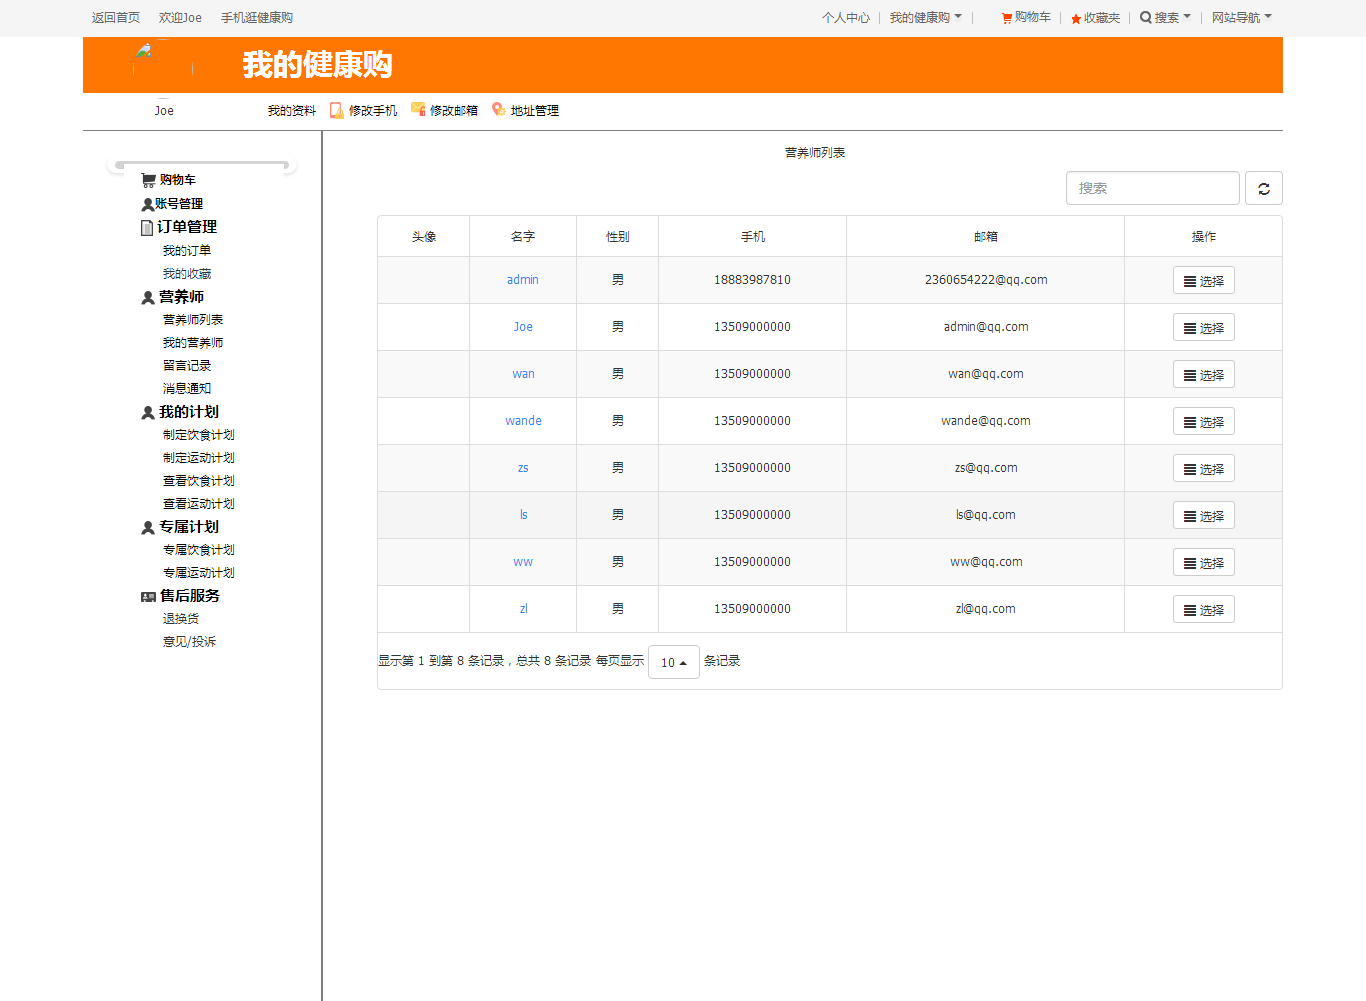 返回首页 欢迎Joe 手机逛健康购 个人中心 我的健康购 购物车 收藏夹 搜索 网站导航
我的健康购
Joe 我的资料 修改手机 修改邮箱 地址管理
购物车
账号管理
订单管理
我的订单
我的收藏
营养师
营养师列表
我的营养师
留言记录
消息通知
我的计划
制定饮食计划
制定运动计划
查看饮食计划
查看运动计划
专属计划
专属饮食计划
专属运动计划
售后服务
退换货
意见/投诉
营养师列表
搜索
头像 名字 性别 手机 邮箱 操作
admin 男 18883987810 2360654222@qq.com 选择
Joe 男 13509000000 admin@qq.com 选择
wan 男 13509000000 wan@qq.com 选择
wande 男 13509000000 wande@qq.com 选择
zs 男 13509000000 zs@qq.com 选择
ls 男 13509000000 ls@qq.com 选择
ww 男 13509000000 ww@qq.com 选择
zl 男 13509000000 zl@qq.com 选择
显示第 1 到第 8 条记录，总共 8 条记录 每页显示 10 条记录